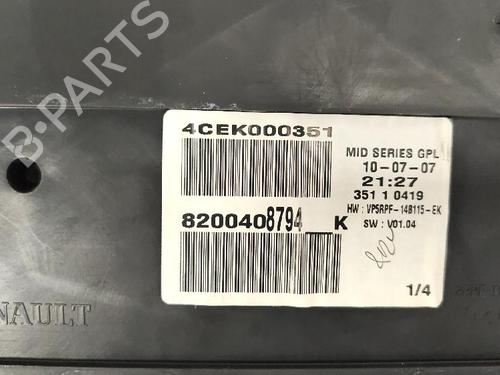 4CEK000351
8200408794__K
MID SERIES GPL
10-07-07
21:27
351 1 0419
HW : VPSRPF-14B115-EK
SW : V01.04
1/4
NAULT
B-PARTS